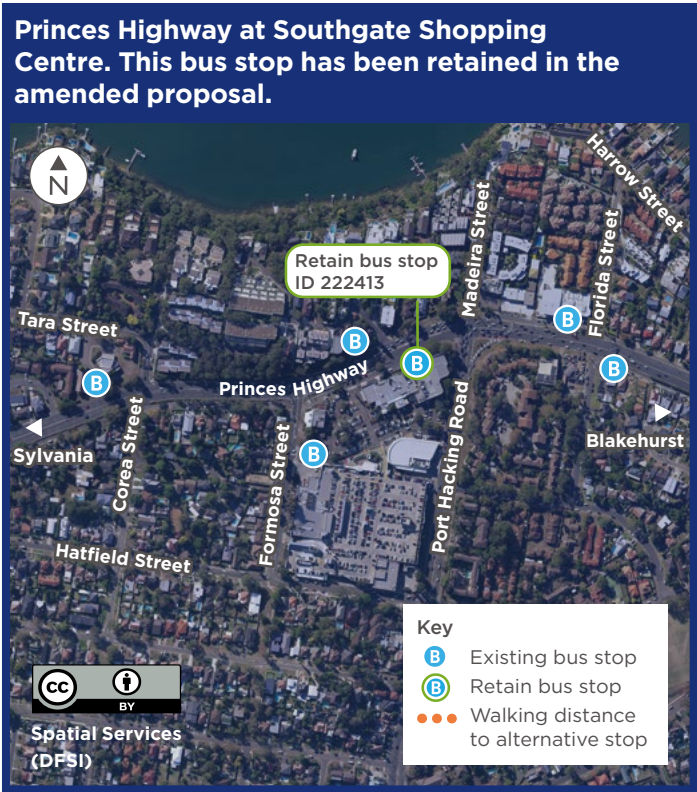 Princes Highway at Southgate Shopping
Centre. This bus stop has been retained in the
amended proposal.
N
Harrow Street
Madeira Street
Florida Street
Retain bus stop
ID 222413
Tara Street
B
B
B
B
B
Princes Highway
Sylvania
Blakehurst
Corea Street
Formosa Street
B
Port Hacking Road
Hatfield Street
Key
B Existing bus stop
B Retain bus stop
Walking distance
to alternative stop
cc
BY
Spatial Services
(DFSI)